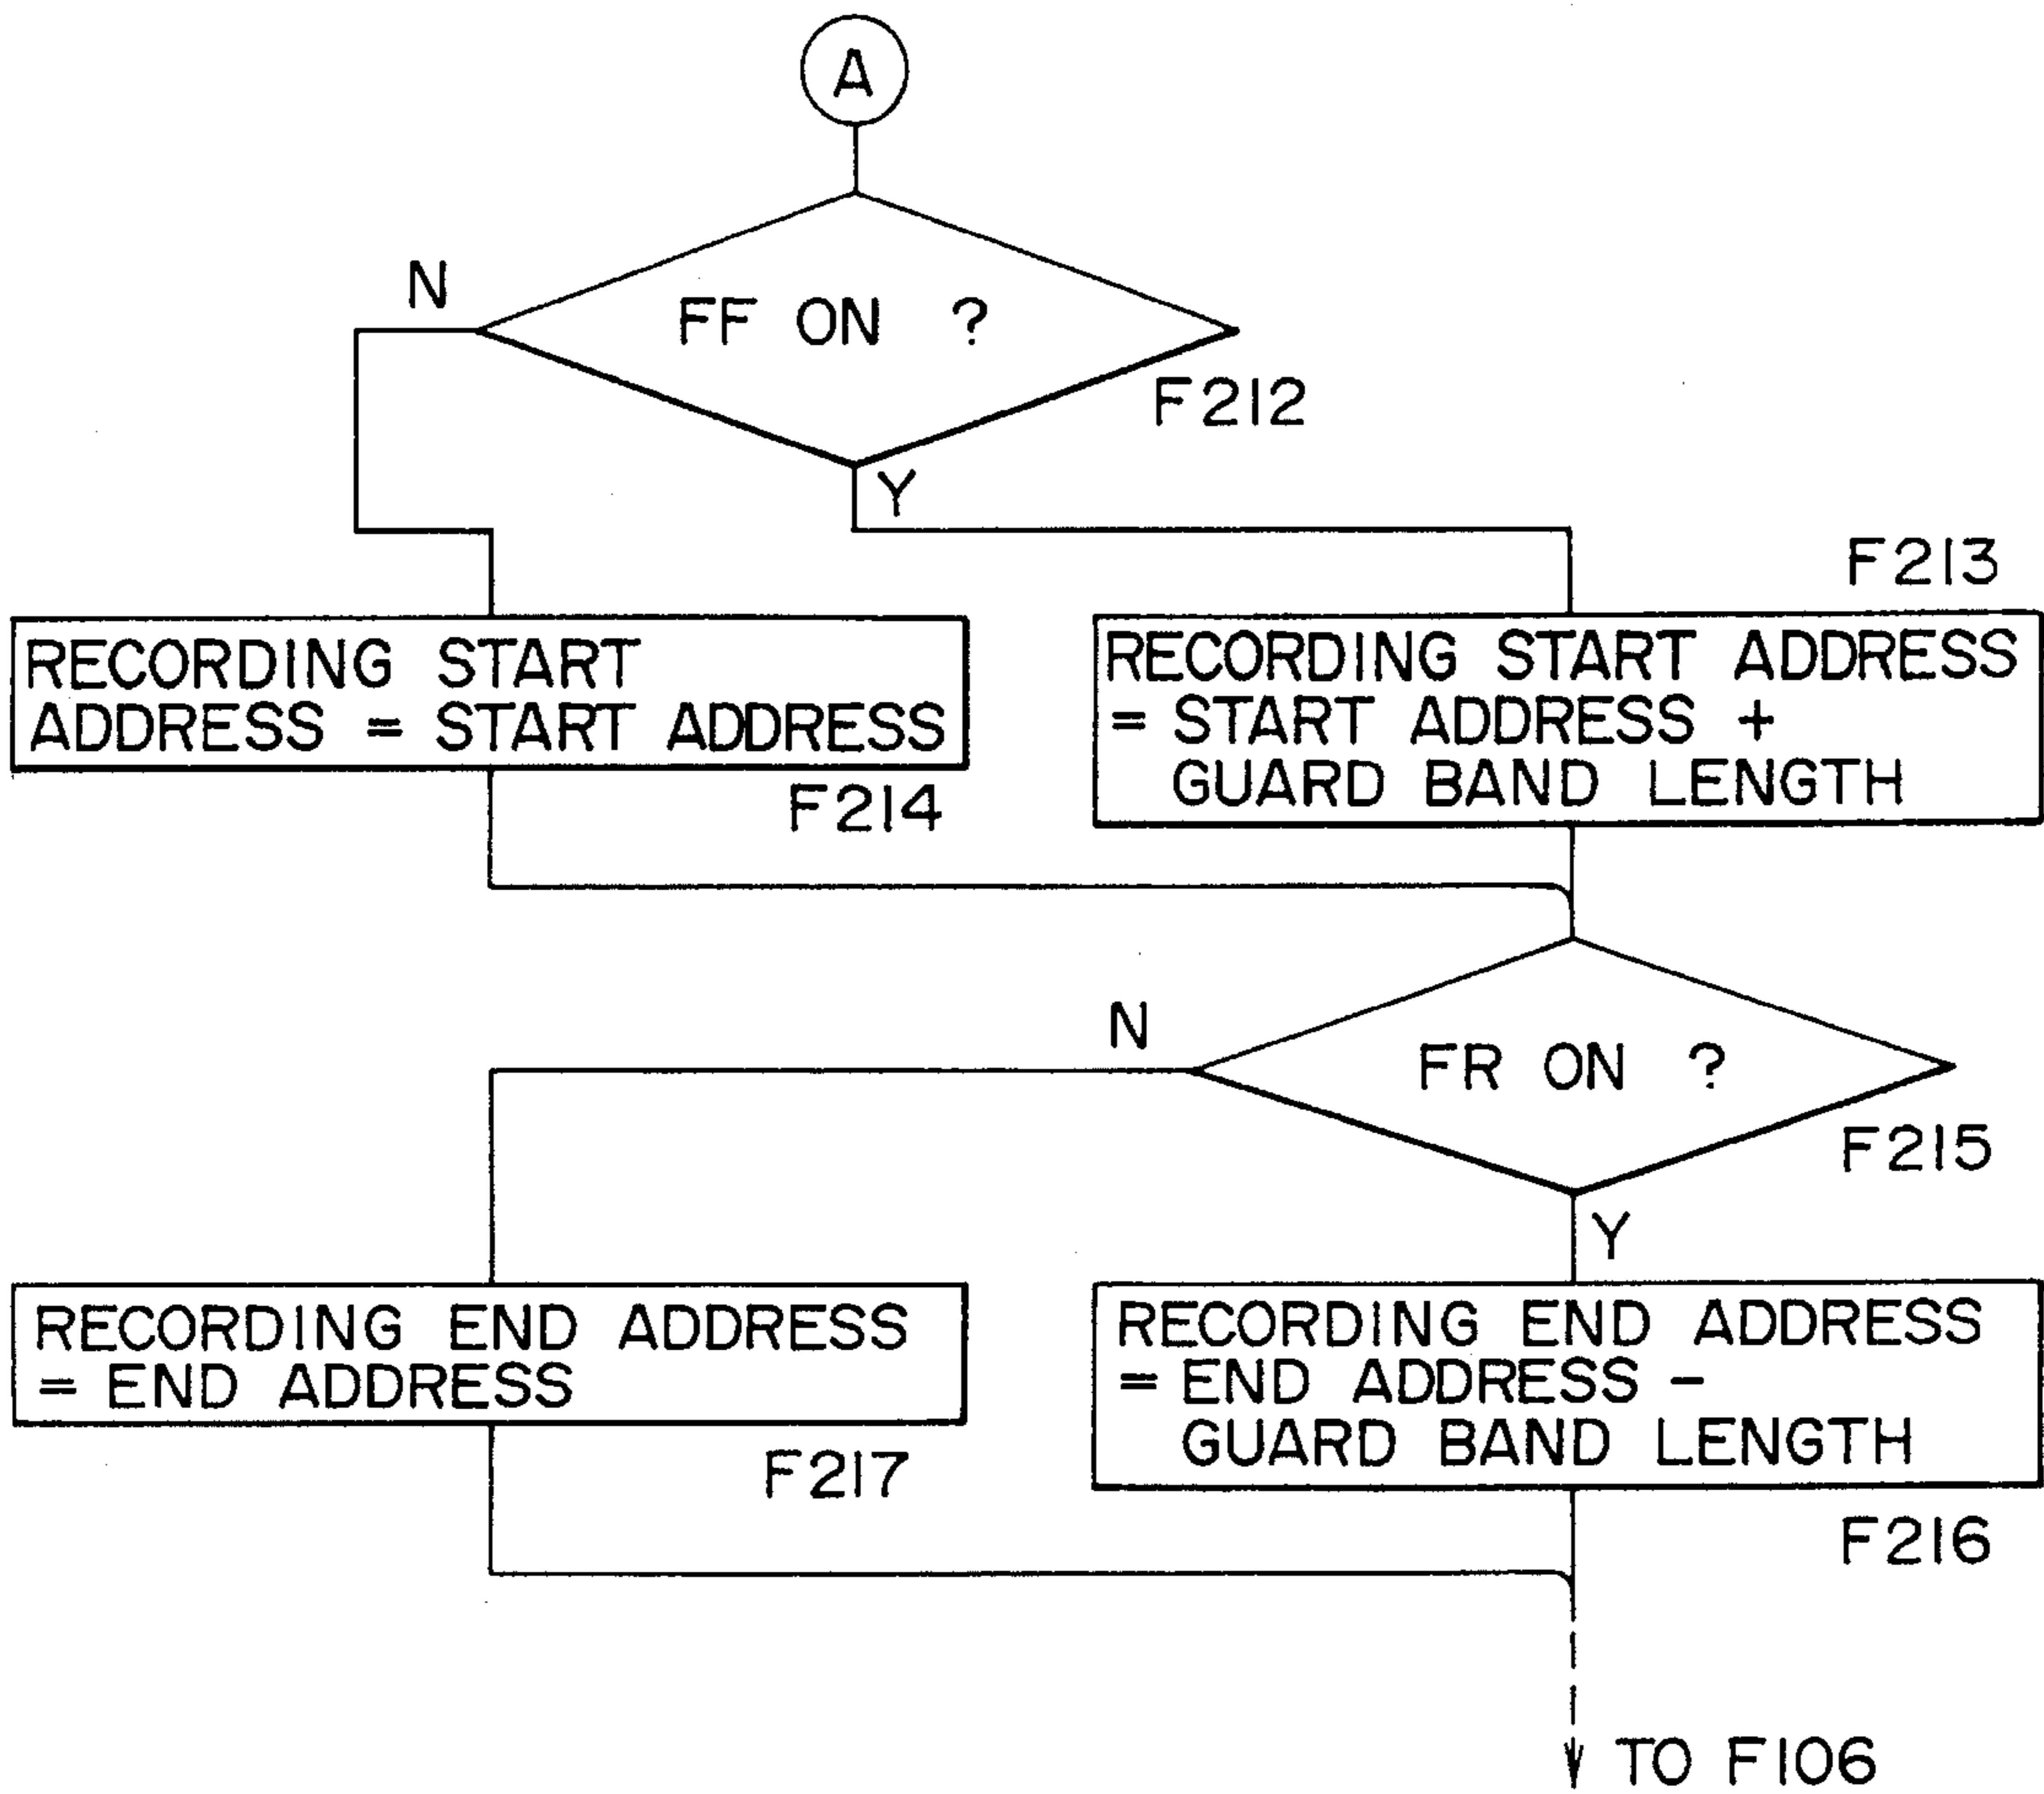 A
N
FF ON ?
F212
Y
F213
RECORDING START
ADDRESS = START ADDRESS
F214
RECORDING START ADDRESS
= START ADDRESS +
GUARD BAND LENGTH
N
FR ON ?
F215
Y
RECORDING END ADDRESS
= END ADDRESS
F217
RECORDING END ADDRESS
= END ADDRESS -
GUARD BAND LENGTH
F216
TO F106